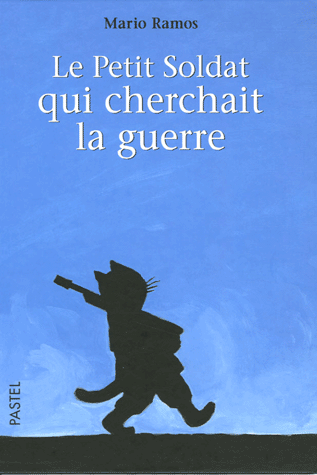 Mario Ramos
Le Petit Soldat
qui cherchait
la guerre
PASTEL